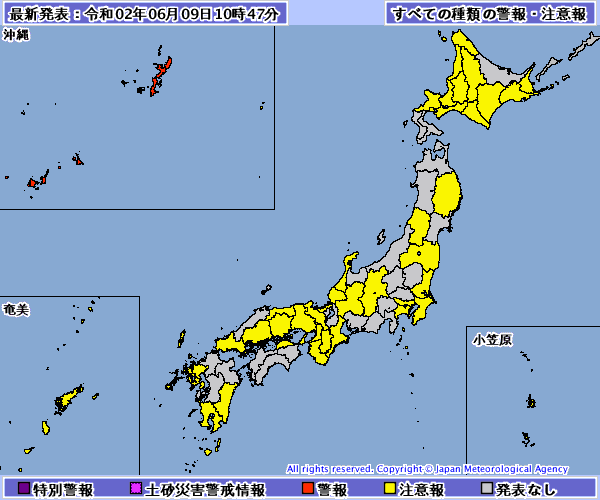 最新発表：令和02年06月09日10時47分
すべての種類の警報・注意報
沖縄
奄美
小笠原
All rights reserved. Copyright © Japan Meteorological Agency
特別警報 土砂災害警戒情報 警報 注意報 発表なし